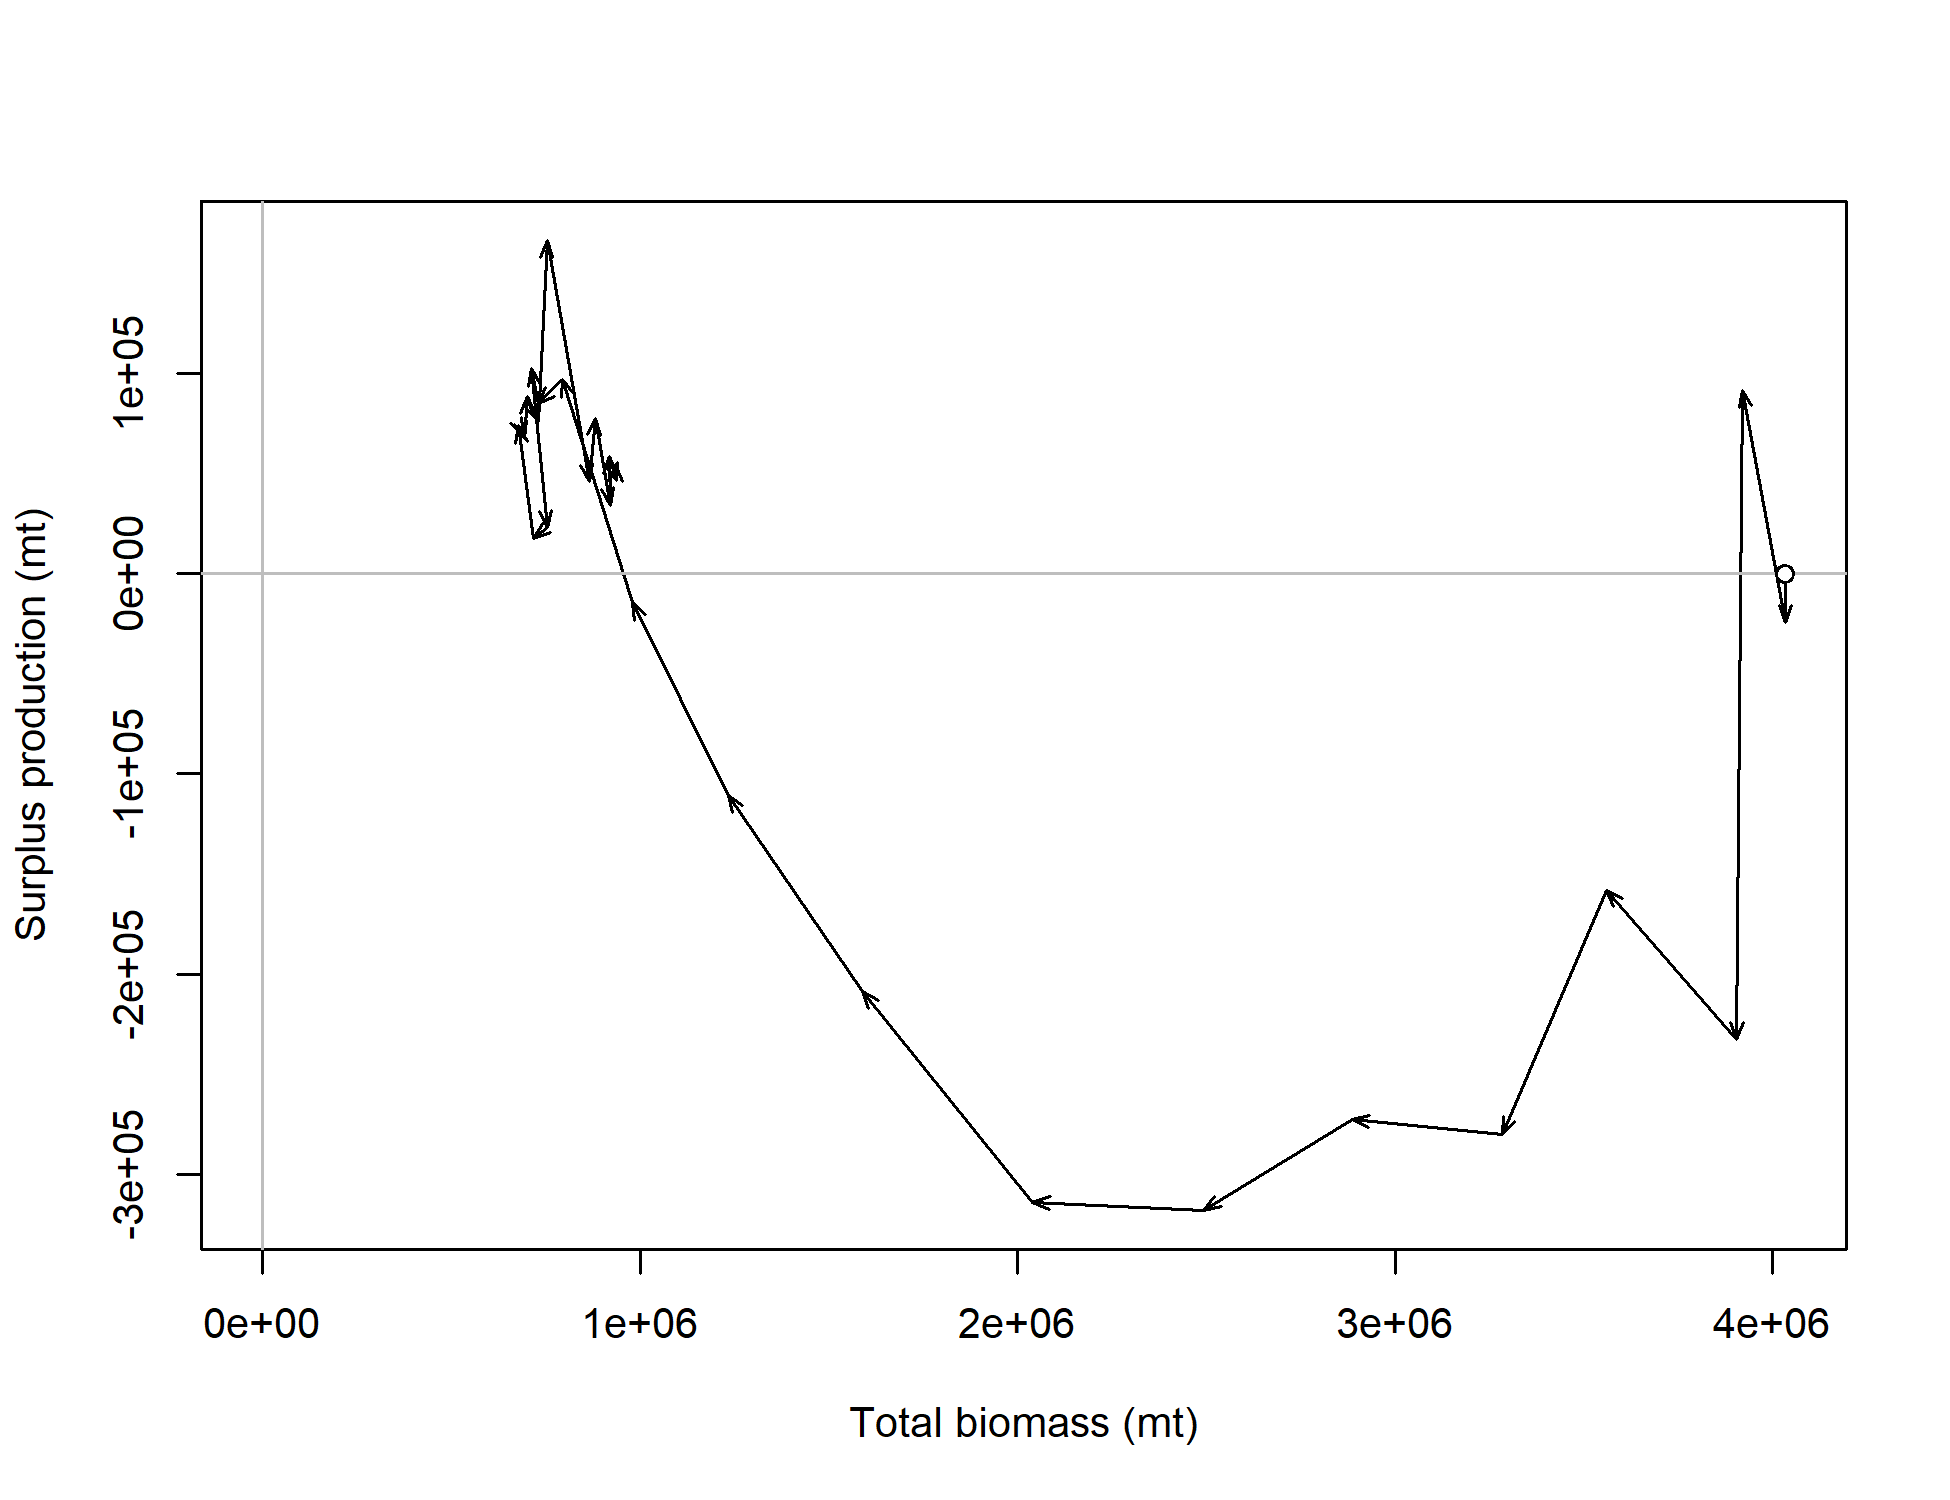 Surplus production (mt)
1e+05
0e+00
-1e+05
-2e+05
-3e+05
0e+00 1e+06 2e+06 3e+06 4e+06
Total biomass (mt)